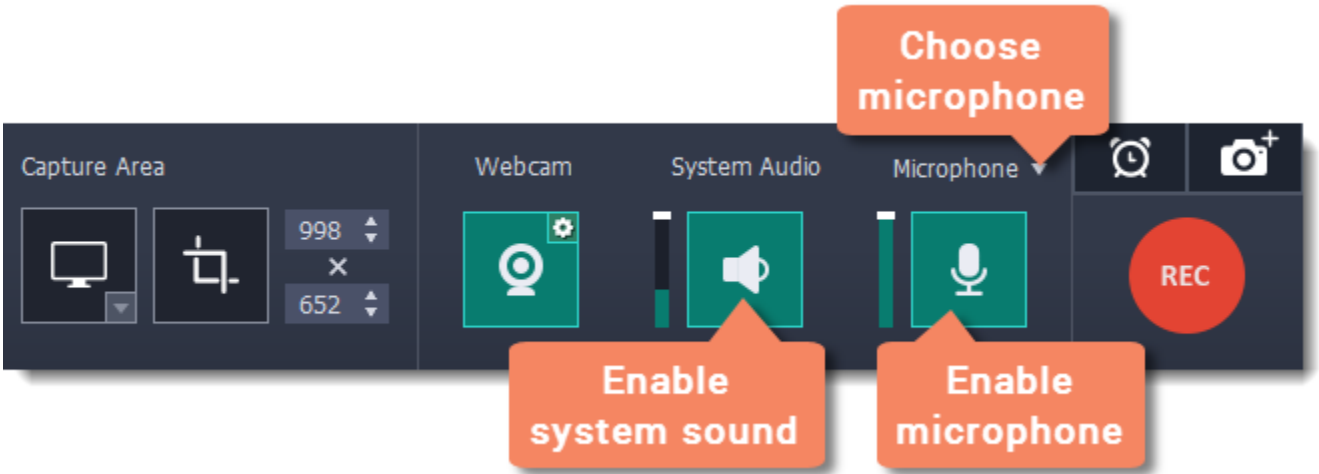 Choose
microphone
Capture Area
Webcam
System Audio
Microphone
998
×
652
REC
Enable
system sound
Enable
microphone